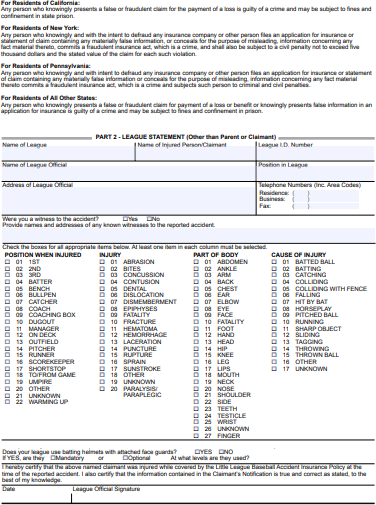 For Residents of California:
Any person who knowingly presents a false or fraudulent claim for the payment of a loss is guilty of a crime and may be subject to fines and
confinement in state prison.
For Residents of New York:
Any person who knowingly and with the intent to defraud any insurance company or other person files an application for insurance or
statement of claim containing any materially false information, or conceals for the purpose of misleading, information concerning any
fact material thereto, commits a fraudulent insurance act, which is a crime, and shall also be subject to a civil penalty not to exceed five
thousand dollars and the stated value of the claim for each such violation.
For Residents of Pennsylvania:
Any person who knowingly and with intent to defraud any insurance company or other person files an application for insurance or statement
of claim containing any materially false information or conceals for the purpose of misleading, information concerning any fact material
thereto commits a fraudulent insurance act, which is a crime and subjects such person to criminal and civil penalties.
For Residents of All Other States:
Any person who knowingly presents a false or fraudulent claim for payment of a loss or benefit or knowingly presents false information in an
application for insurance is guilty of a crime and may be subject to fines and confinement in prison.
PART 2 - LEAGUE STATEMENT (Other than Parent or Claimant)
Name of League Name of Injured Person/Claimant League I.D. Number
Name of League Official Position in League
Address of League Official Telephone Numbers (Inc. Area Codes)
Residence: ( )
Business: ( )
Fax: ( )
Were you a witness to the accident? ☐Yes ☐No
Provide names and addresses of any known witnesses to the reported accident.
Check the boxes for all appropriate items below. At least one item in each column must be selected.
POSITION WHEN INJURED INJURY PART OF BODY CAUSE OF INJURY
☐ 01 1ST ☐ 01 ABRASION ☐ 01 ABDOMEN ☐ 01 BATTED BALL
☐ 02 2ND ☐ 02 BITES ☐ 02 ANKLE ☐ 02 BATTING
☐ 03 3RD ☐ 03 CONCUSSION ☐ 03 ARM ☐ 03 CATCHING
☐ 04 BATTER ☐ 04 CONTUSION ☐ 04 BACK ☐ 04 COLLIDING
☐ 05 BENCH ☐ 05 DENTAL ☐ 05 CHEST ☐ 05 COLLIDING WITH FENCE
☐ 06 BULLPEN ☐ 06 DISLOCATION ☐ 06 EAR ☐ 06 FALLING
☐ 07 CATCHER ☐ 07 DISMEMBERMENT ☐ 07 ELBOW ☐ 07 HIT BY BAT
☐ 08 COACH ☐ 08 EPIPHYSES ☐ 08 EYE ☐ 08 HORSEPLAY
☐ 09 COACHING BOX ☐ 09 FATALITY ☐ 09 FACE ☐ 09 PITCHED BALL
☐ 10 DUGOUT ☐ 10 FRACTURE ☐ 10 FATALITY ☐ 10 RUNNING
☐ 11 MANAGER ☐ 11 HEMATOMA ☐ 11 FOOT ☐ 11 SHARP OBJECT
☐ 12 ON DECK ☐ 12 HEMORRHAGE ☐ 12 HAND ☐ 12 SLIDING
☐ 13 OUTFIELD ☐ 13 LACERATION ☐ 13 HEAD ☐ 13 TAGGING
☐ 14 PITCHER ☐ 14 PUNCTURE ☐ 14 HIP ☐ 14 THROWING
☐ 15 RUNNER ☐ 15 RUPTURE ☐ 15 KNEE ☐ 15 THROWN BALL
☐ 16 SCOREKEEPER ☐ 16 SPRAIN ☐ 16 LEG ☐ 16 OTHER
☐ 17 SHORTSTOP ☐ 17 SUNSTROKE ☐ 17 LIPS ☐ 17 UNKNOWN
☐ 18 TO/FROM GAME ☐ 18 OTHER ☐ 18 MOUTH
☐ 19 UMPIRE ☐ 19 UNKNOWN ☐ 19 NECK
☐ 20 OTHER ☐ 20 PARALYSIS/ ☐ 20 NOSE
☐ 21 UNKNOWN PARAPLEGIC ☐ 21 SHOULDER
☐ 22 WARMING UP ☐ 22 SIDE
☐ 23 TEETH
☐ 24 TESTICLE
☐ 25 WRIST
☐ 26 UNKNOWN
☐ 27 FINGER
Does your league use batting helmets with attached face guards? ☐YES ☐NO
If YES, are they ☐Mandatory or ☐Optional At what levels are they used?
I hereby certify that the above named claimant was injured while covered by the Little League Baseball Accident Insurance Policy at the
time of the reported accident. I also certify that the information contained in the Claimant's Notification is true and correct as stated, to the
best of my knowledge.
Date League Official Signature